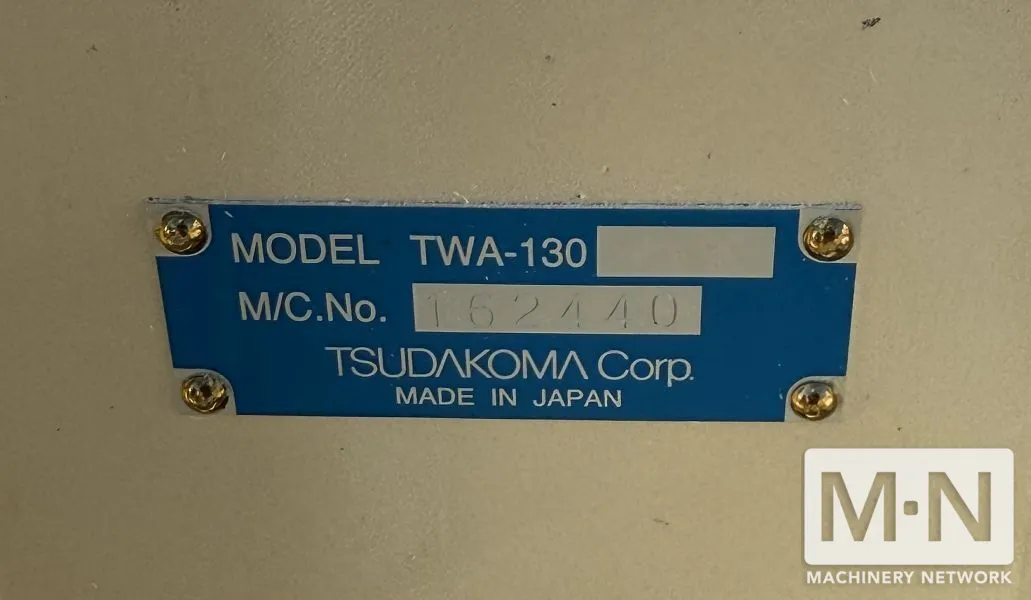 MODEL TWA-130
M/C.No. 162440
TSUDAKOMA Corp.
MADE IN JAPAN
M·N
MACHINERY NETWORK